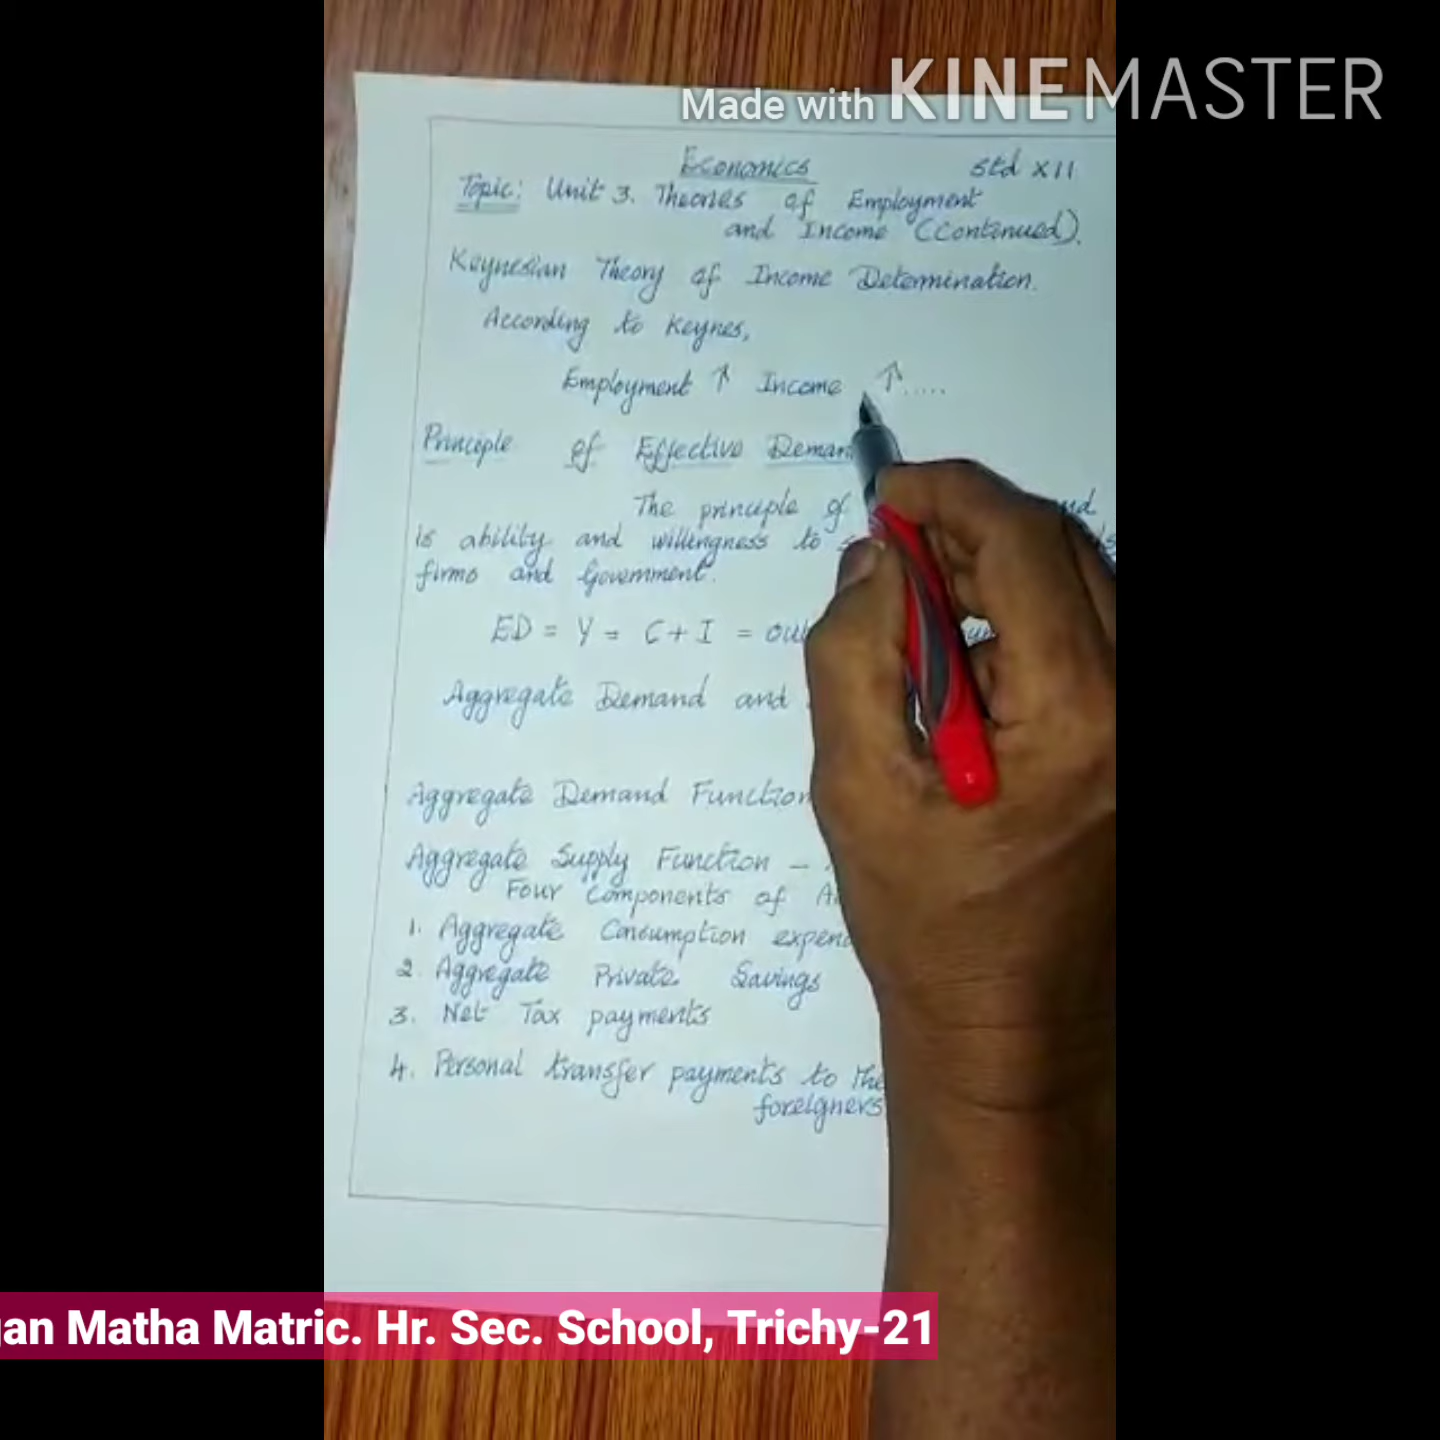 Made with KINEMASTER
Economics Std XII
Topic: Unit 3. Theories of Employment
and Income (Continued).
Keynesian Theory of Income Determination.
According to Keynes,
Employment ↑ Income ↑.....
Principle of Effective
The principle of
is ability and willingness to
firms and Government.
ED = Y = C + I =
Aggregate Demand and
Aggregate Demand Function
Aggregate Supply Function –
Four Components of
1. Aggregate Consumption
2. Aggregate Private Savings
3. Net Tax payments
4. Personal transfer payments to the
foreigners
Matha Matric. Hr. Sec. School, Trichy-21